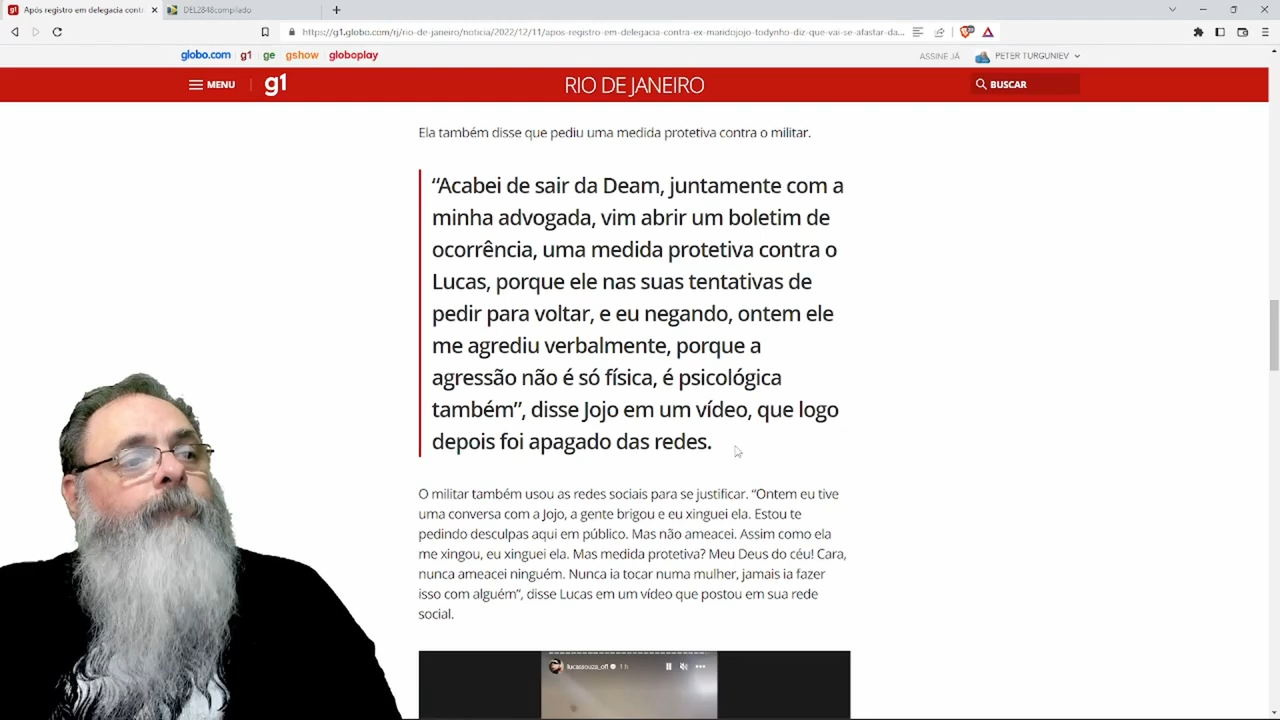 Após registro em delegacia contr
DEL2848compilado
https://g1.globo.com/rj/rio-de-janeiro/noticia/2022/12/11/apos-registro-em-delegacia-contra-ex-maridojojo-todynho-diz-que-vai-se-afastar-da...
globo.com g1 ge gshow globoplay
ASSINE JÁ PETER TURGUNIEV
MENU g1 RIO DE JANEIRO BUSCAR
Ela também disse que pediu uma medida protetiva contra o militar.
“Acabei de sair da Deam, juntamente com a
minha advogada, vim abrir um boletim de
ocorrência, uma medida protetiva contra o
Lucas, porque ele nas suas tentativas de
pedir para voltar, e eu negando, ontem ele
me agrediu verbalmente, porque a
agressão não é só física, é psicológica
também”, disse Jojo em um vídeo, que logo
depois foi apagado das redes.
O militar também usou as redes sociais para se justificar. “Ontem eu tive
uma conversa com a Jojo, a gente brigou e eu xinguei ela. Estou te
pedindo desculpas aqui em público. Mas não ameacei. Assim como ela
me xingou, eu xinguei ela. Mas medida protetiva? Meu Deus do céu! Cara,
nunca ameacei ninguém. Nunca ia tocar numa mulher, jamais ia fazer
isso com alguém”, disse Lucas em um vídeo que postou em sua rede
social.
lucassouza_offi 1 h